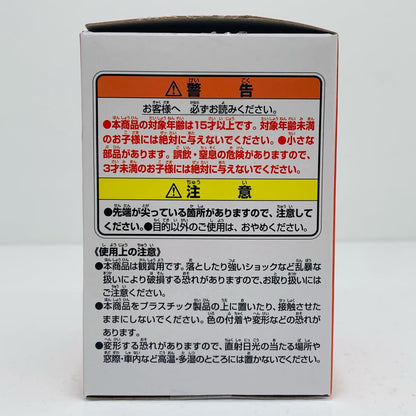 ⚠警告
お客様へ 必ずお読みください。
●本商品の対象年齢は15才以上です。対象年齢未満
のお子様には絶対に与えないでください。●小さな
部品があります。誤飲・窒息の危険がありますので、
3才未満のお子様には絶対に与えないでください。
⚠注意
●先端が尖っている箇所がありますので、注意して
ください。●目的以外のご使用は、おやめください。
《使用上の注意》
●本商品は観賞用です。落としたり強いショックなど乱暴な
扱いにより破損する恐れがありますので、お取り扱いには
ご注意ください。
●本商品をプラスチック製品の上に置いたり、接触させた
ままにしないでください。色の付着や変形などの恐れが
あります。
●変形する恐れがありますので、直射日光の当たる場所や
窓際・車内など高温・多湿のところには置かないでください。